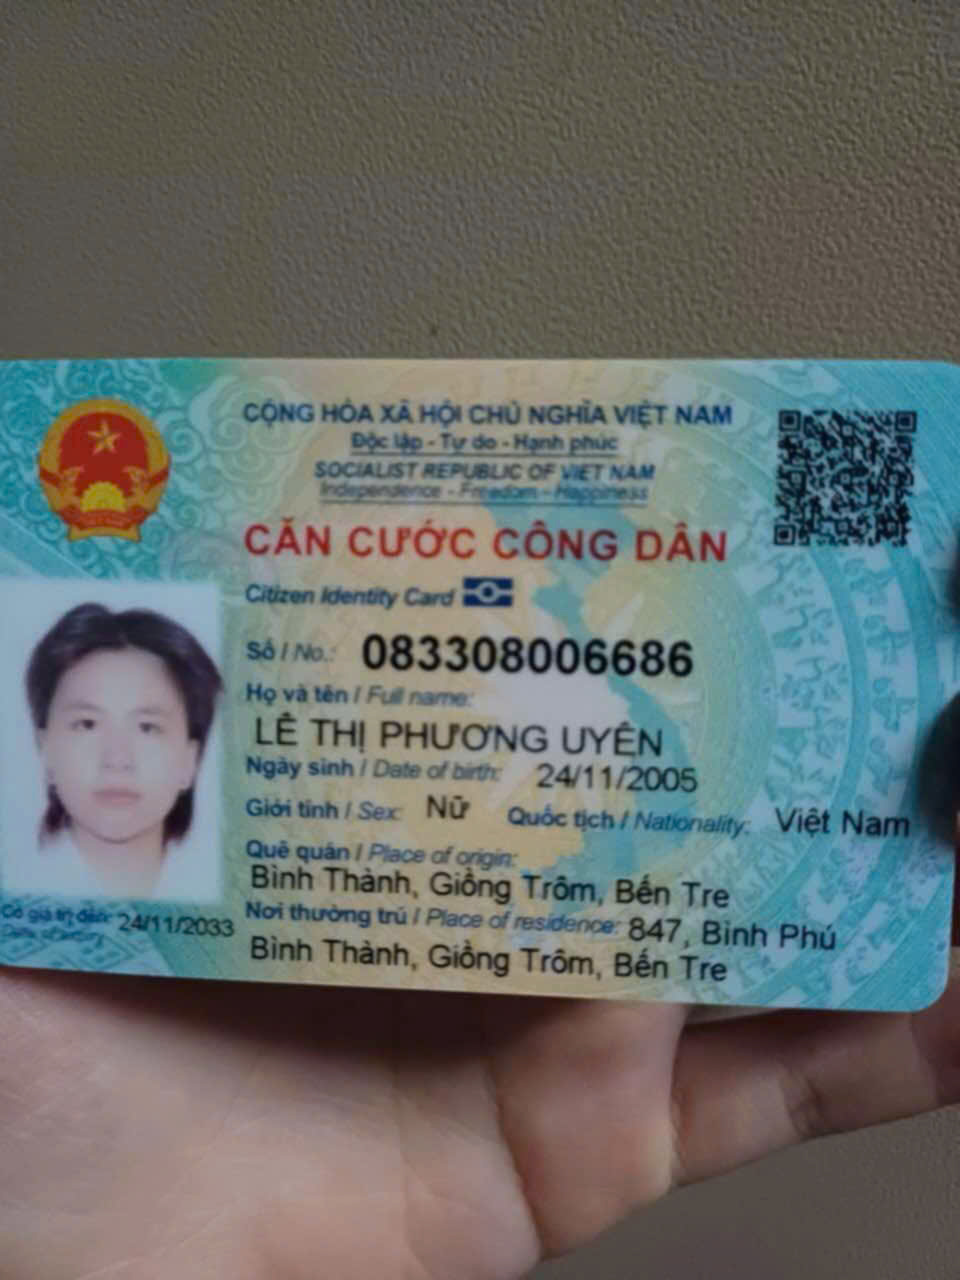 CỘNG HÒA XÃ HỘI CHỦ NGHĨA VIỆT NAM
Độc lập - Tự do - Hạnh phúc
SOCIALIST REPUBLIC OF VIET NAM
Independence - Freedom - Happiness
CĂN CƯỚC CÔNG DÂN
Citizen Identity Card
Số / No.: 083308006686
Họ và tên / Full name:
LÊ THỊ PHƯƠNG UYÊN
Ngày sinh / Date of birth: 24/11/2005
Giới tính / Sex: Nữ Quốc tịch / Nationality: Việt Nam
Quê quán / Place of origin:
Bình Thành, Giồng Trôm, Bến Tre
Nơi thường trú / Place of residence: 847, Bình Phú
Bình Thành, Giồng Trôm, Bến Tre
Có giá trị đến: 24/11/2033